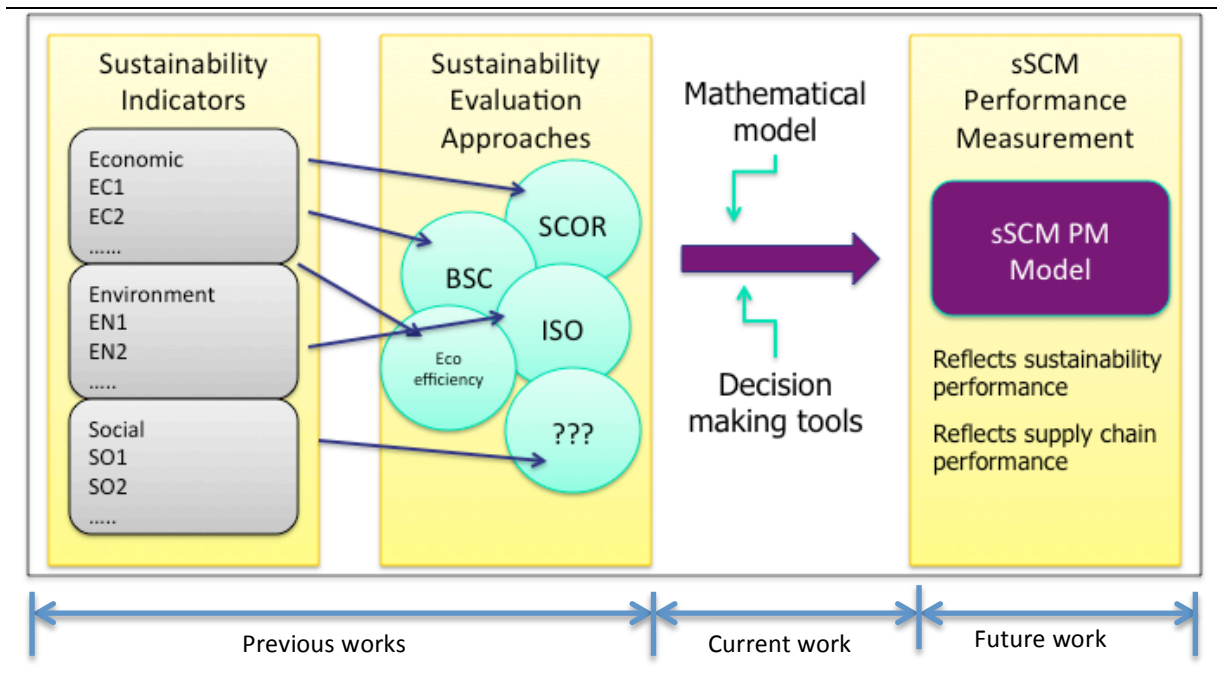 Sustainability
Indicators
Economic
EC1
EC2
......
Environment
EN1
EN2
.....
Social
SO1
SO2
.....
Sustainability
Evaluation
Approaches
SCOR
BSC
ISO
Eco
efficiency
???
Mathematical
model
Decision
making tools
sSCM
Performance
Measurement
sSCM PM
Model
Reflects sustainability
performance
Reflects supply chain
performance
Previous works
Current work
Future work